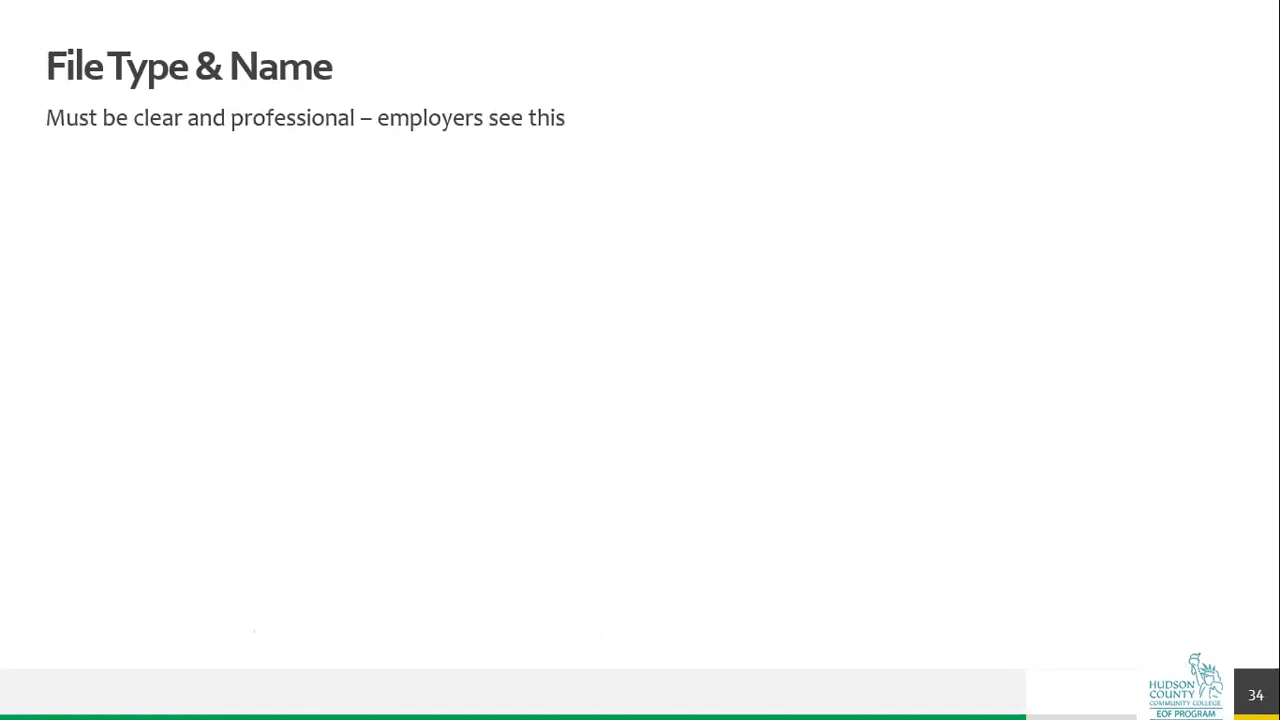 File Type & Name
Must be clear and professional – employers see this
HUDSON
COUNTY
COMMUNITY COLLEGE
EOF PROGRAM
34